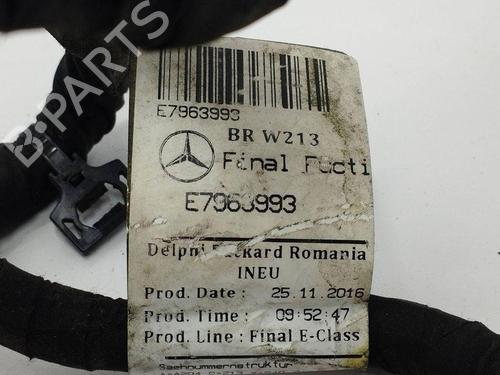 B-PARTS
E7963993
BR W213
Final
E7963993
Delphi Packard Romania
INEU
Prod. Date : 25.11.2016
Prod. Time : 09:52:47
Prod. Line : Final E-Class
Sachnummernstruktur